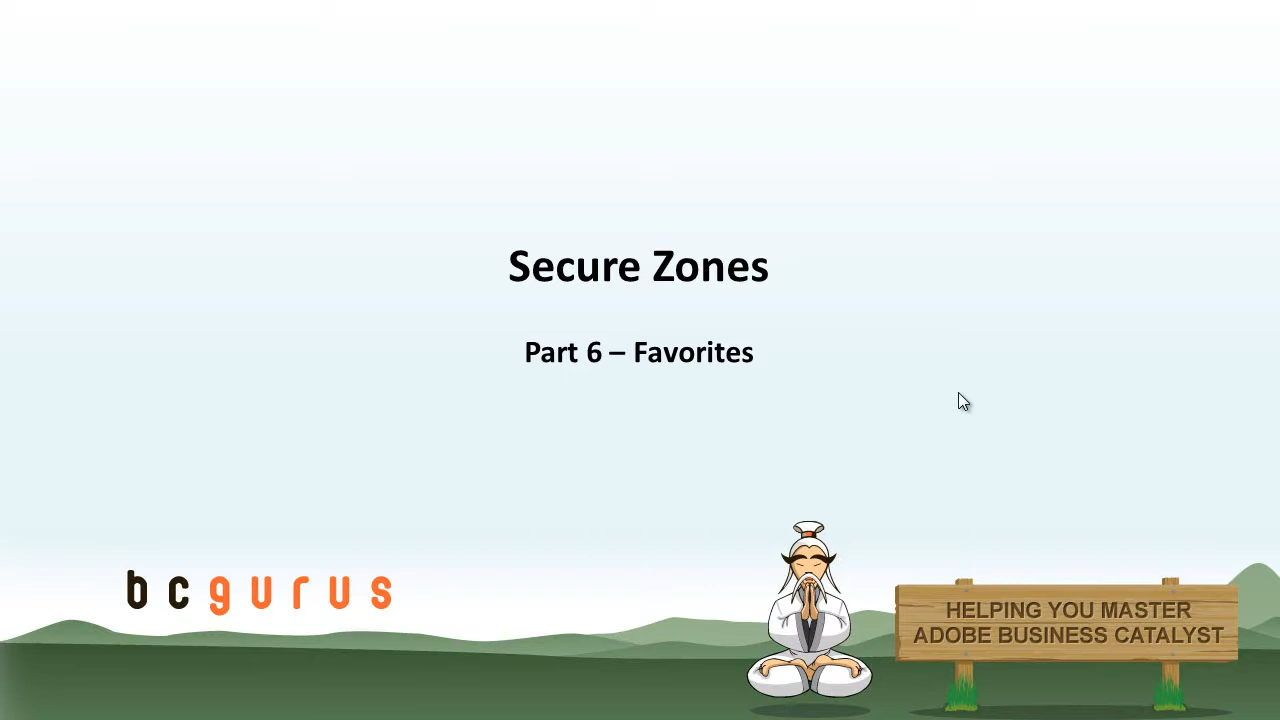 Secure Zones
Part 6 – Favorites
bcgurus
HELPING YOU MASTER
ADOBE BUSINESS CATALYST